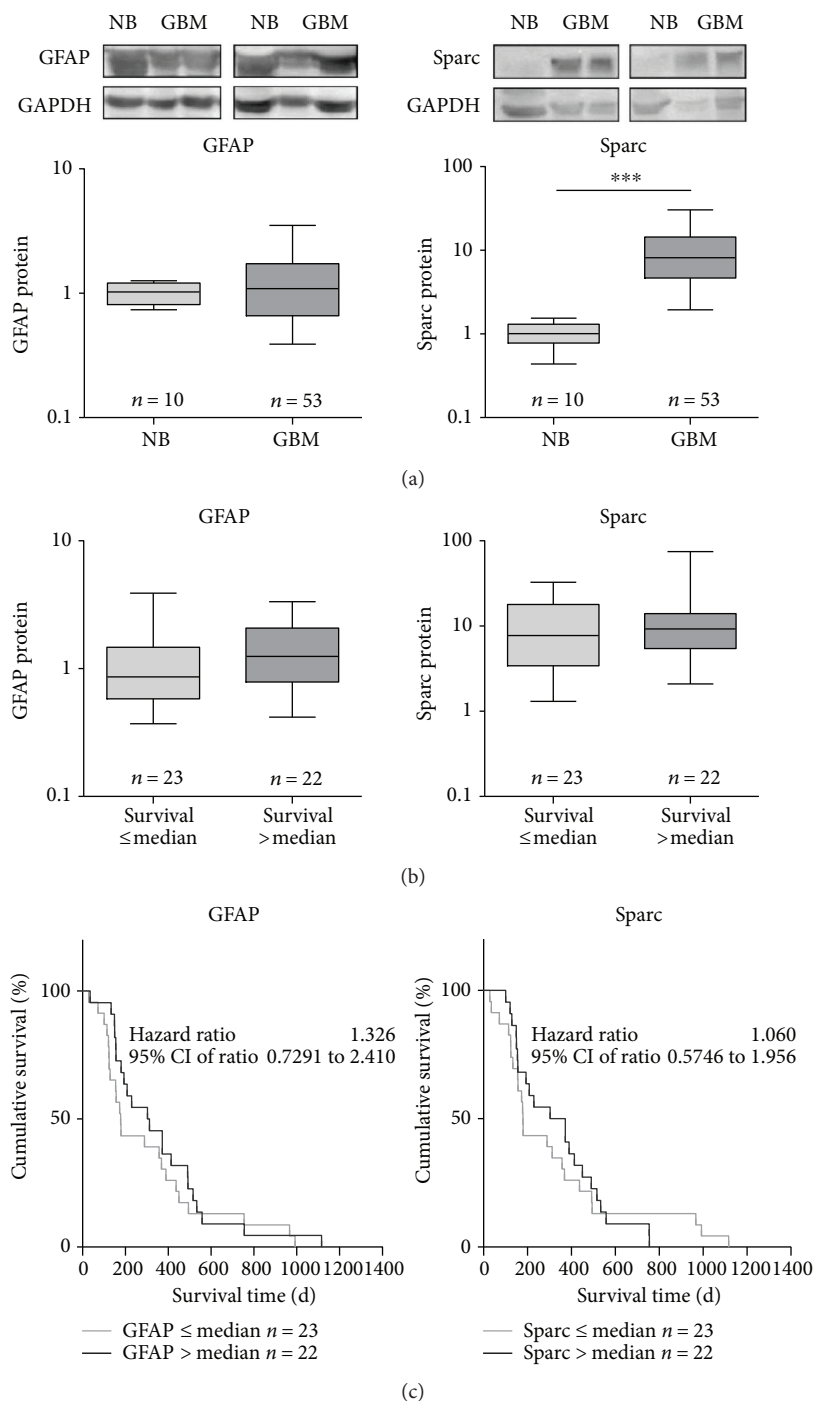 NB GBM NB GBM
GFAP
GAPDH
Sparc
GAPDH
GFAP
10
1
0.1
GFAP protein
n = 10
n = 53
NB
GBM
Sparc
100
10
1
0.1
Sparc protein
***
n = 10
n = 53
NB
GBM
(a)
GFAP
10
1
0.1
GFAP protein
n = 23
n = 22
Survival
≤ median
Survival
> median
Sparc
100
10
1
0.1
Sparc protein
n = 23
n = 22
Survival
≤ median
Survival
> median
(b)
GFAP
Cumulative survival (%)
100
50
0
Hazard ratio 1.326
95% CI of ratio 0.7291 to 2.410
0 200 400 600 800 1000 1200 1400
Survival time (d)
GFAP ≤ median n = 23
GFAP > median n = 22
Sparc
Cumulative survival (%)
100
50
0
Hazard ratio 1.060
95% CI of ratio 0.5746 to 1.956
0 200 400 600 800 1000 1200 1400
Survival time (d)
Sparc ≤ median n = 23
Sparc > median n = 22
(c)